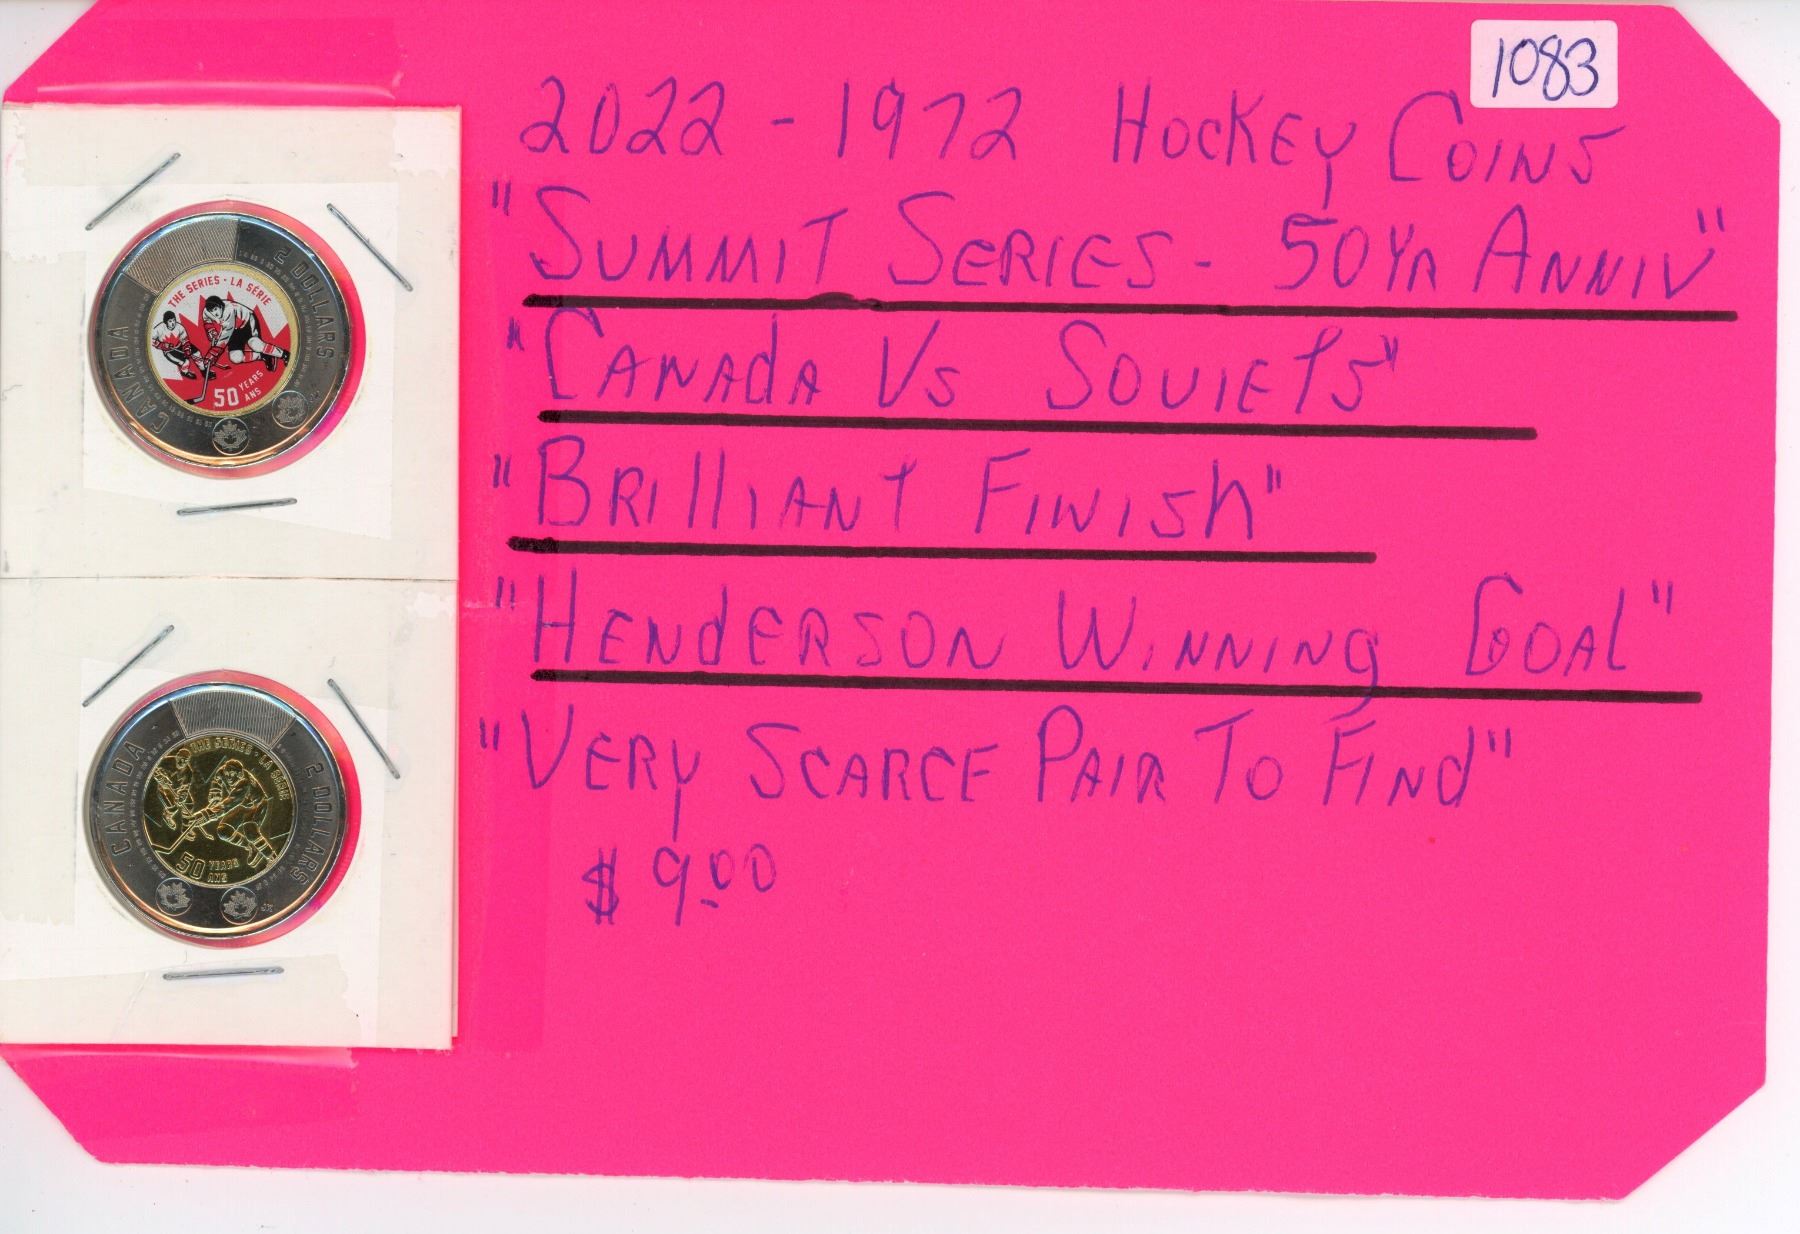 1083
2022 - 1972 Hockey Coins
"Summit Series - 50 Yr Anniv"
"Canada Vs Soviets"
"Brilliant Finish"
"Henderson Winning Goal"
"Very Scarce Pair To Find"
$9.00
CANADA
2 DOLLARS
THE SERIES · LA SÉRIE
50 YEARS ANS
CANADA
2 DOLLARS
THE SERIES · LA SÉRIE
50 YEARS ANS